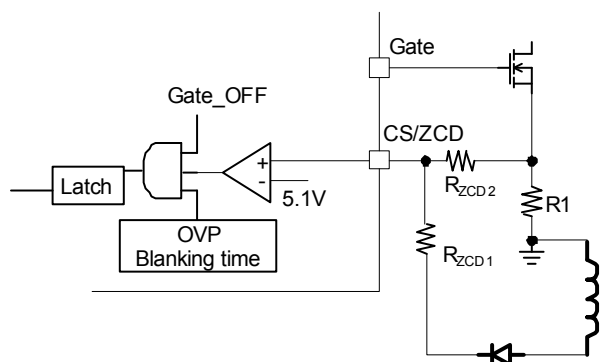 Gate
Gate_OFF
CS/ZCD
+
-
5.1V
Latch
RZCD2
R1
OVP
Blanking time
RZCD1